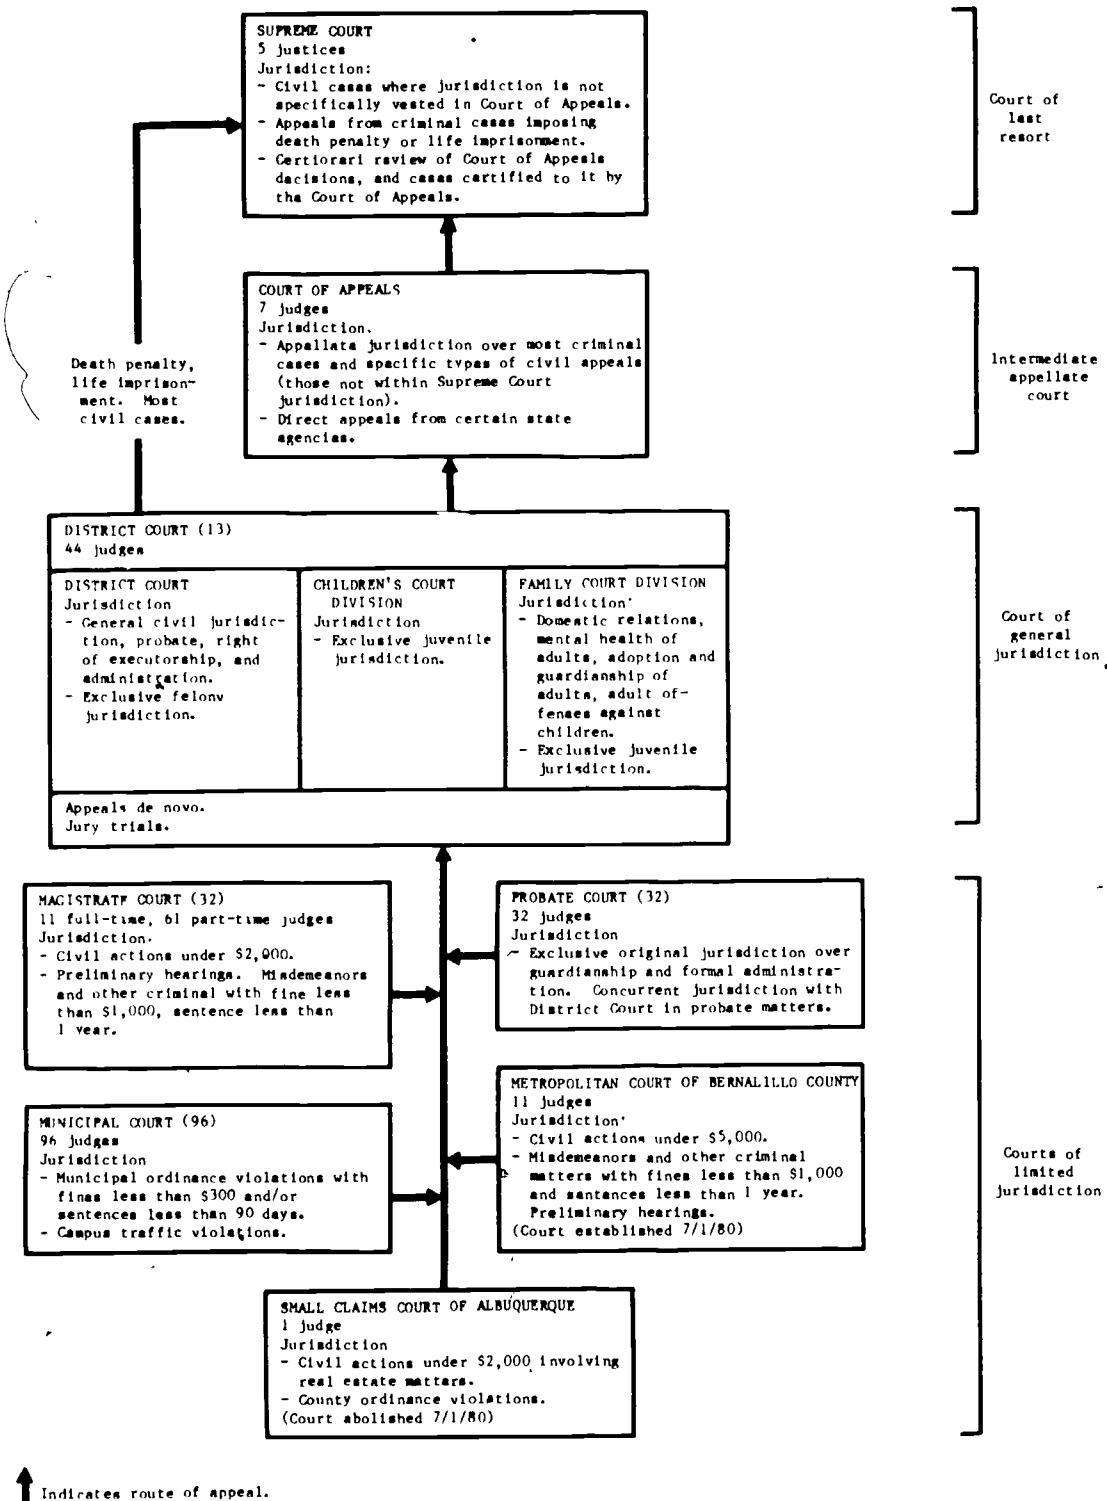 SUPREME COURT
5 justices
Jurisdiction:
- Civil cases where jurisdiction is not
specifically vested in Court of Appeals.
- Appeals from criminal cases imposing
death penalty or life imprisonment.
- Certiorari review of Court of Appeals
decisions, and cases certified to it by
the Court of Appeals.
Court of
last
resort
COURT OF APPEALS
7 judges
Jurisdiction.
- Appellata jurisdiction over most criminal
cases and specific types of civil appeals
(those not within Supreme Court
jurisdiction).
- Direct appeals from certain state
agencies.
Intermediate
appellate
court
Death penalty,
life imprison-
ment. Most
civil cases.
DISTRICT COURT (13)
44 judges
DISTRICT COURT
Jurisdiction
- General civil jurisdic-
tion, probate, right
of executorship, and
administration.
- Exclusive felony
jurisdiction.
CHILDREN'S COURT
DIVISION
Jurisdiction
- Exclusive juvenile
jurisdiction.
FAMILY COURT DIVISION
Jurisdiction
- Domestic relations,
mental health of
adults, adoption and
guardianship of
adults, adult of-
fenses against
children.
- Exclusive juvenile
jurisdiction.
Appeals de novo.
Jury trials.
Court of
general
jurisdiction
MAGISTRATE COURT (32)
11 full-time, 61 part-time judges
Jurisdiction.
- Civil actions under $2,000.
- Preliminary hearings. Misdemeanors
and other criminal with fine less
than $1,000, sentence less than
1 year.
PROBATE COURT (32)
32 judges
Jurisdiction
- Exclusive original jurisdiction over
guardianship and formal administra-
tion. Concurrent jurisdiction with
District Court in probate matters.
MUNICIPAL COURT (96)
96 judges
Jurisdiction
- Municipal ordinance violations with
fines less than $300 and/or
sentences less than 90 days.
- Campus traffic violations.
METROPOLITAN COURT OF BERNALILLO COUNTY
11 judges
Jurisdiction
- Civil actions under $5,000.
- Misdemeanors and other criminal
matters with fines less than $1,000
and sentances less than 1 year.
Preliminary hearings.
(Court established 7/1/80)
SMALL CLAIMS COURT OF ALBUQUERQUE
1 judge
Jurisdiction
- Civil actions under $2,000 involving
real estate matters.
- County ordinance violations.
(Court abolished 7/1/80)
Courts of
limited
jurisdiction
Indicates route of appeal.